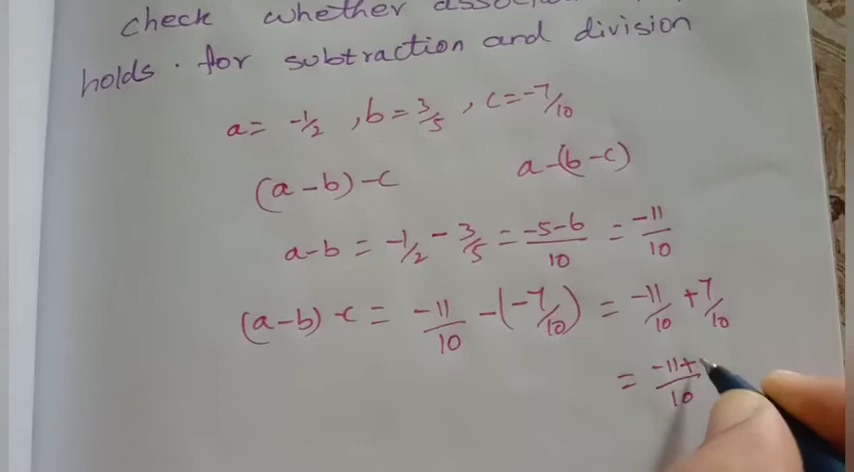 check whether
holds. for subtraction and division
a = -1/2 , b = 3/5 , c = -7/10
(a-b)-c a-(b-c)
a-b = -1/2 - 3/5 = -5-6/10 = -11/10
(a-b)-c = -11/10 -(-7/10) = -11/10 + 7/10
= -11+/10